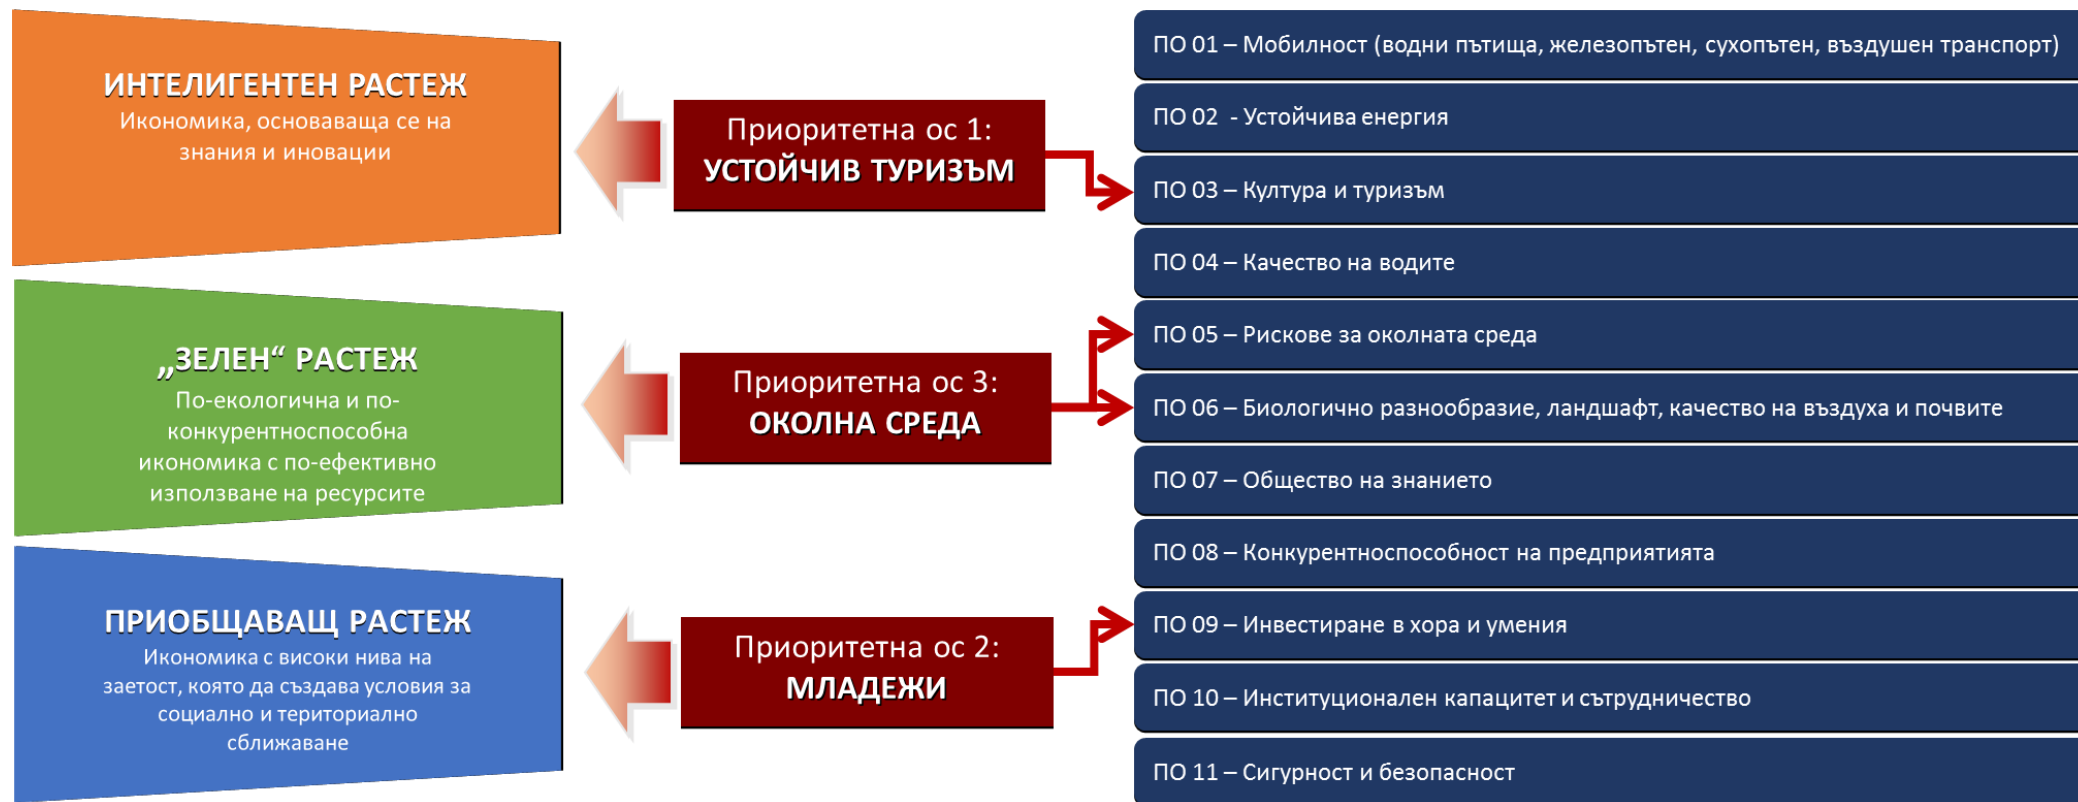 ИНТЕЛИГЕНТЕН РАСТЕЖ
Икономика, основаваща се на
знания и иновации
„ЗЕЛЕН“ РАСТЕЖ
По-екологична и по-
конкурентноспособна
икономика с по-ефективно
използване на ресурсите
ПРИОБЩАВАЩ РАСТЕЖ
Икономика с високи нива на
заетост, която да създава условия за
социално и териториално
сближаване
Приоритетна ос 1:
УСТОЙЧИВ ТУРИЗЪМ
Приоритетна ос 3:
ОКОЛНА СРЕДА
Приоритетна ос 2:
МЛАДЕЖИ
ПО 01 – Мобилност (водни пътища, железопътен, сухопътен, въздушен транспорт)
ПО 02 - Устойчива енергия
ПО 03 – Култура и туризъм
ПО 04 – Качество на водите
ПО 05 – Рискове за околната среда
ПО 06 – Биологично разнообразие, ландшафт, качество на въздуха и почвите
ПО 07 – Общество на знанието
ПО 08 – Конкурентноспособност на предприятията
ПО 09 – Инвестиране в хора и умения
ПО 10 – Институционален капацитет и сътрудничество
ПО 11 – Сигурност и безопасност